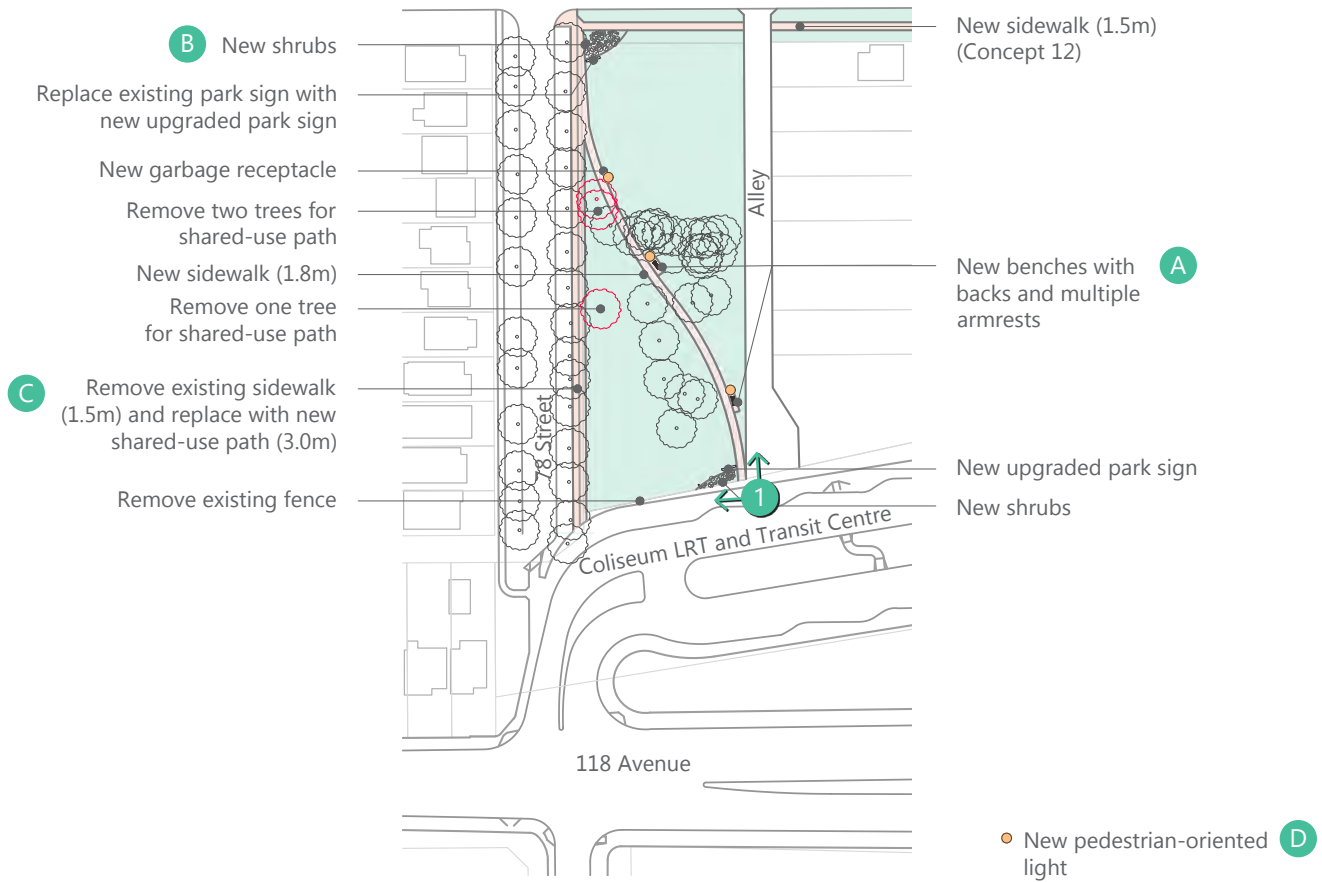 B
New shrubs
Replace existing park sign with
new upgraded park sign
New garbage receptacle
Remove two trees for
shared-use path
New sidewalk (1.8m)
Remove one tree
for shared-use path
C
Remove existing sidewalk
(1.5m) and replace with new
shared-use path (3.0m)
Remove existing fence
78 Street
Alley
1
Coliseum LRT and Transit Centre
118 Avenue
New sidewalk (1.5m)
(Concept 12)
New benches with
backs and multiple
armrests
A
New upgraded park sign
New shrubs
New pedestrian-oriented
light
D